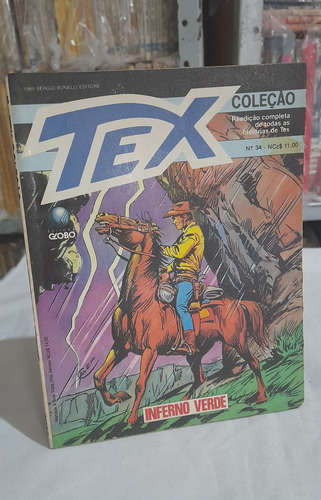 1989 SERGIO BONELLI EDITORE
TEX
COLEÇÃO
Reedição completa
de todas as
histórias de Tex
Nº 34 - NCz$ 11,00
GLOBO
INFERNO VERDE